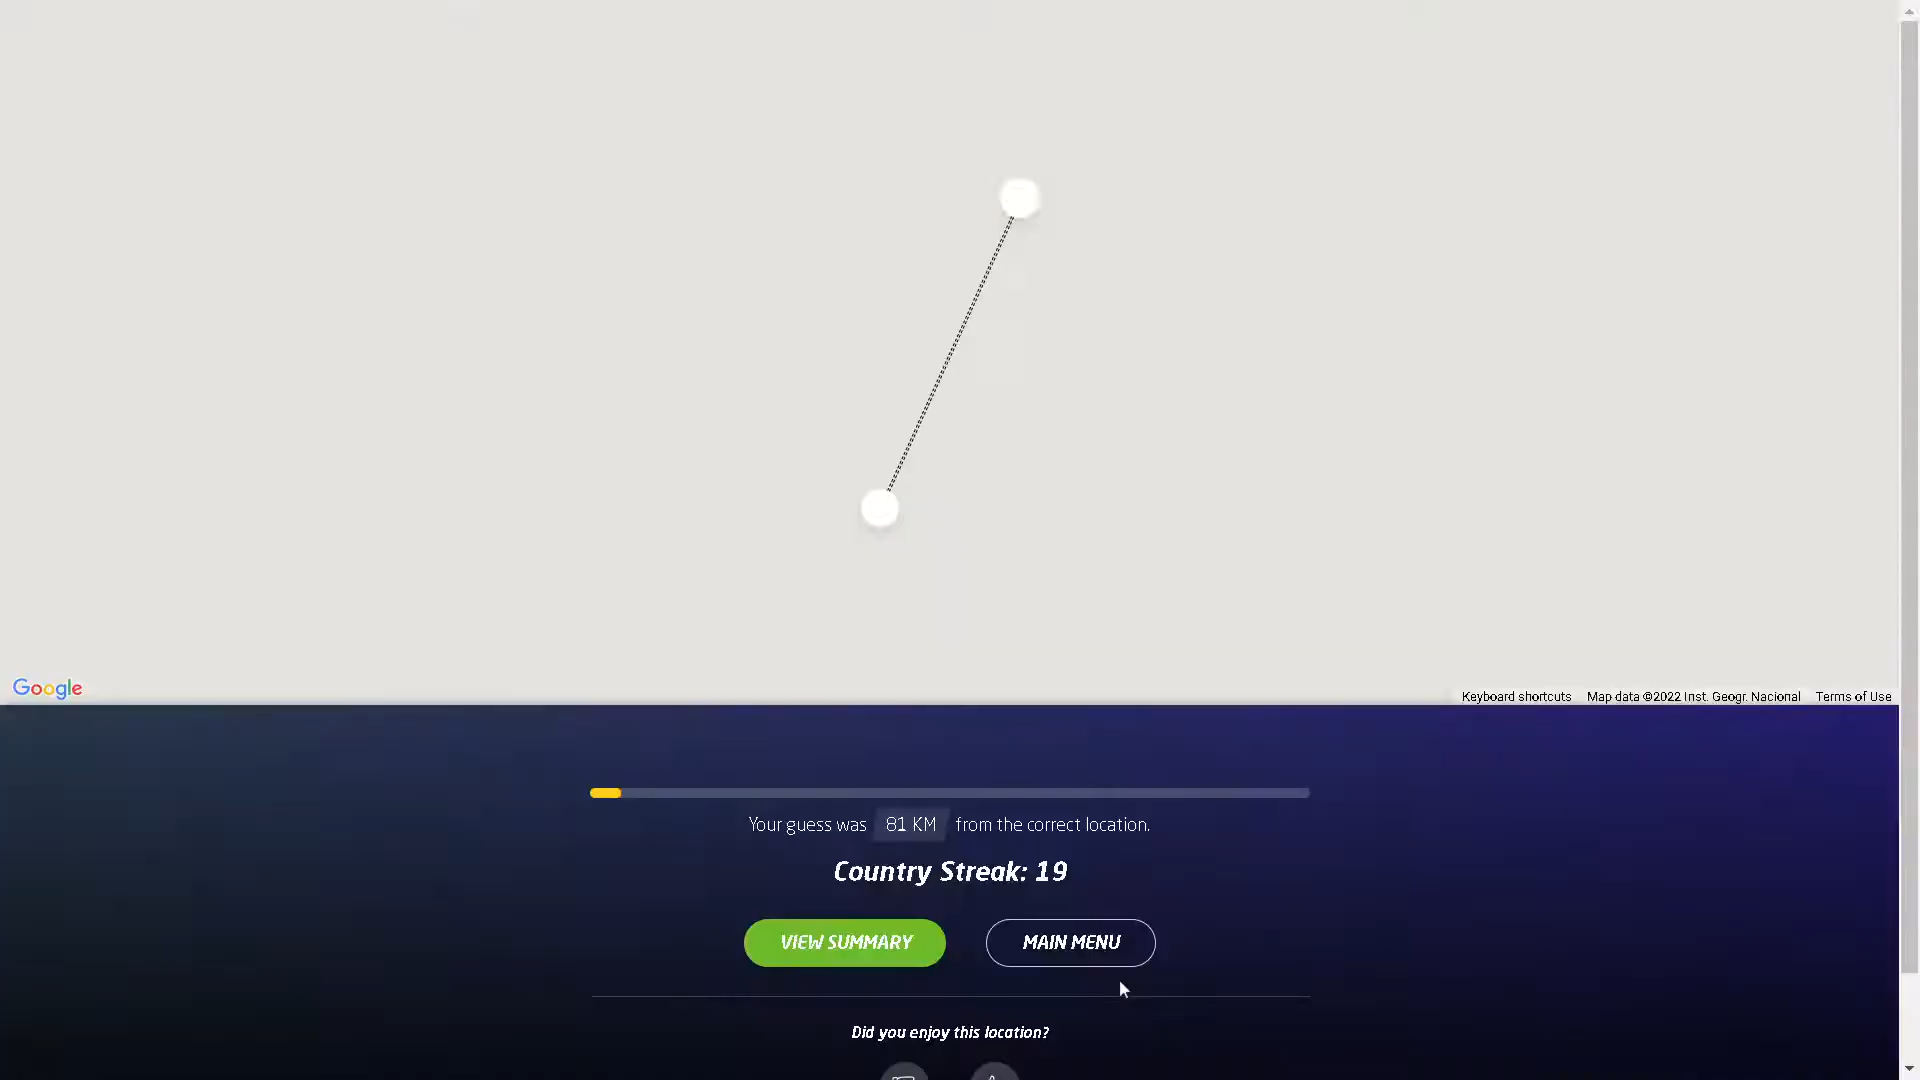 Google
Keyboard shortcuts
Map data ©2022 Inst. Geogr. Nacional
Terms of Use
Your guess was 81 KM from the correct location.
Country Streak: 19
VIEW SUMMARY
MAIN MENU
Did you enjoy this location?